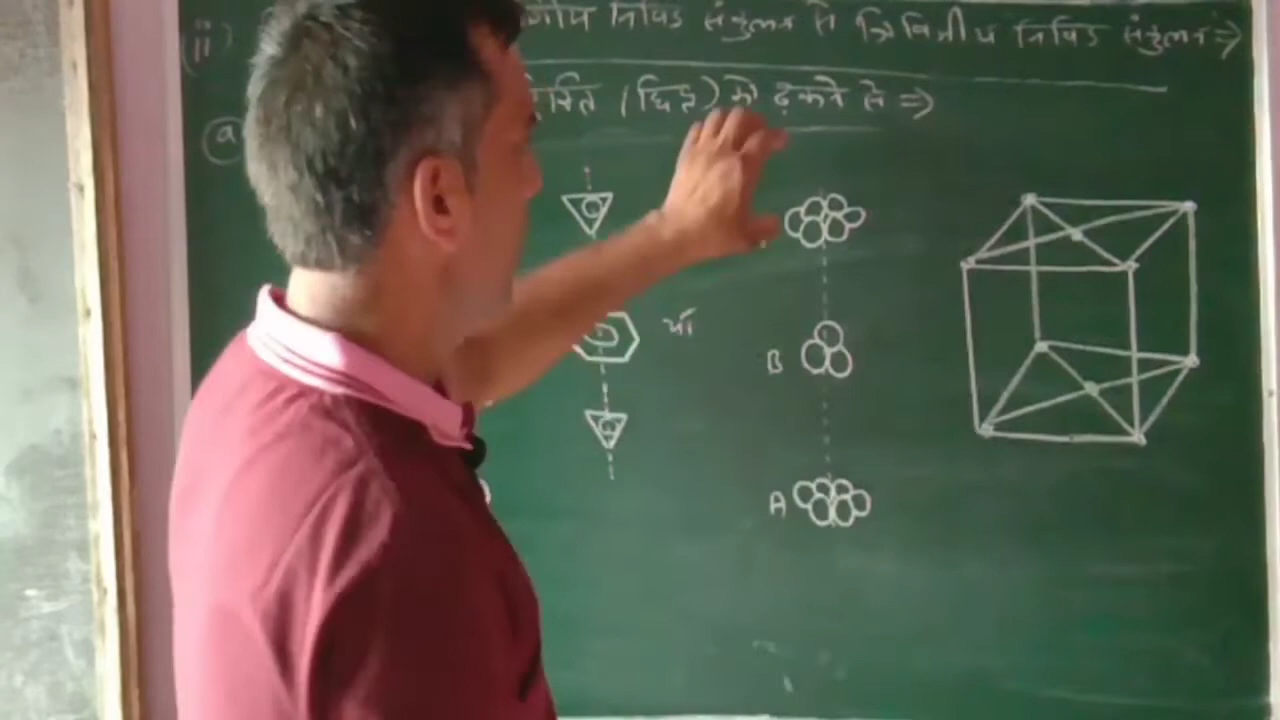 (ii) निविड संकुलन से त्रिविमीय निविड संकुलन ⇒
(a) (छिद्र) को ढकने से ⇒
याँ
B
A